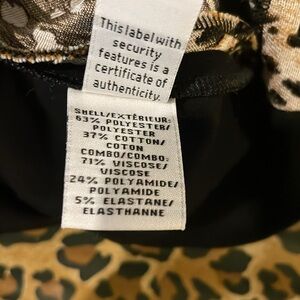 This label with
security
features is a
certificate of
authenticity.
SHELL/EXTÉRIEUR:
63% POLYESTER/
POLYESTER
37% COTTON/
COTON
COMBO/COMBO:
71% VISCOSE/
VISCOSE
24% POLYAMIDE/
POLYAMIDE
5% ELASTANE/
ELASTHANNE